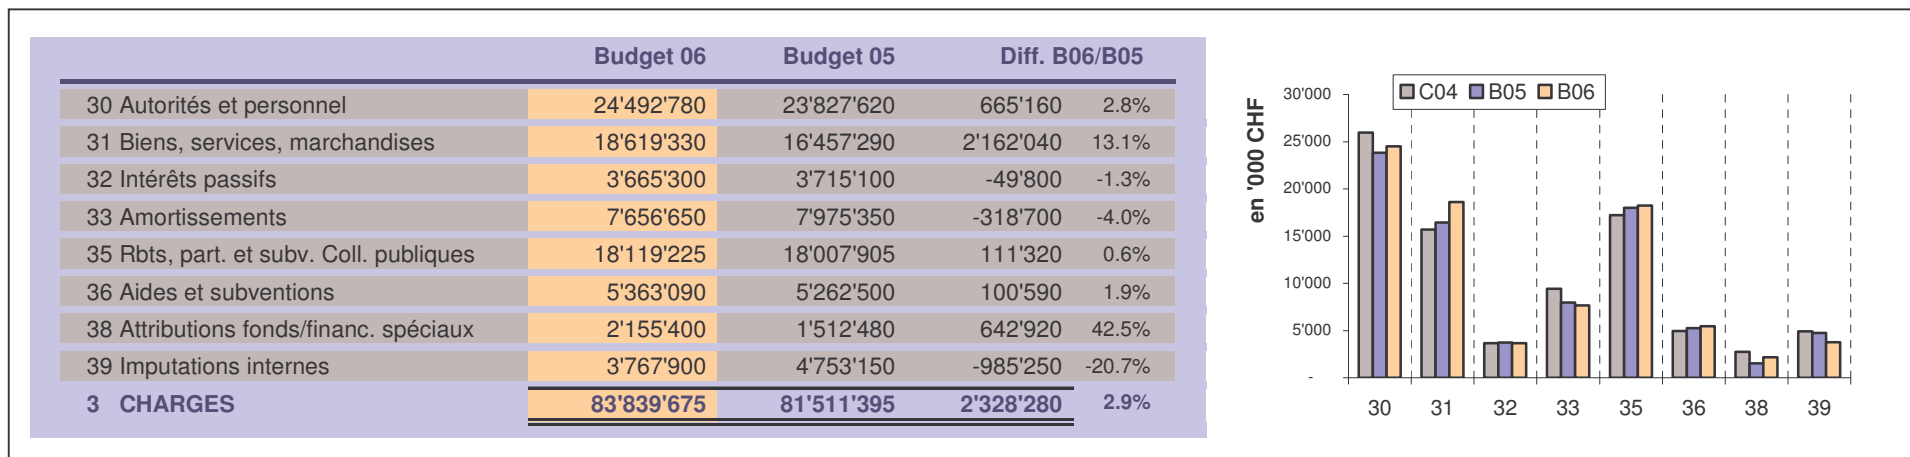 Budget 06 Budget 05 Diff. B06/B05
30 Autorités et personnel 24'492'780 23'827'620 665'160 2.8%
31 Biens, services, marchandises 18'619'330 16'457'290 2'162'040 13.1%
32 Intérêts passifs 3'665'300 3'715'100 -49'800 -1.3%
33 Amortissements 7'656'650 7'975'350 -318'700 -4.0%
35 Rbts, part. et subv. Coll. publiques 18'119'225 18'007'905 111'320 0.6%
36 Aides et subventions 5'363'090 5'262'500 100'590 1.9%
38 Attributions fonds/financ. spéciaux 2'155'400 1'512'480 642'920 42.5%
39 Imputations internes 3'767'900 4'753'150 -985'250 -20.7%
3 CHARGES 83'839'675 81'511'395 2'328'280 2.9%
C04 B05 B06
en '000 CHF
30'000
25'000
20'000
15'000
10'000
5'000
-
30 31 32 33 35 36 38 39